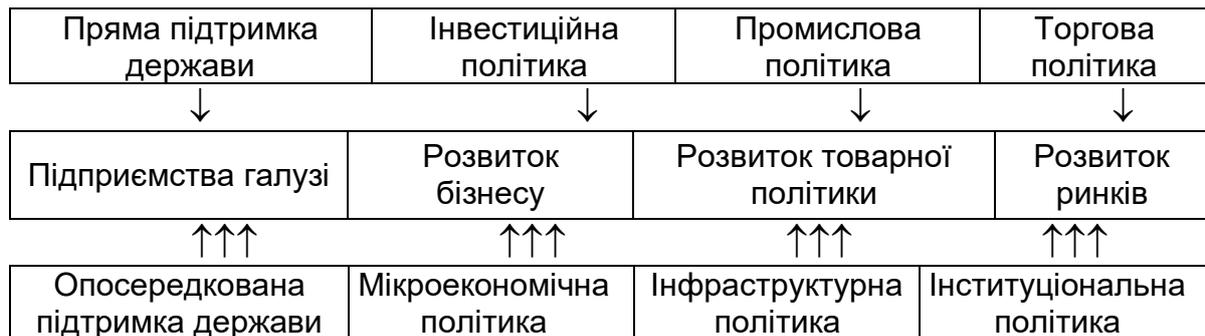 Пряма підтримка Інвестиційна Промислова Торгова
держави політика політика політика
↓ ↓ ↓ ↓
Підприємства галузі Розвиток Розвиток товарної Розвиток
бізнесу політики ринків
↑↑↑ ↑↑↑ ↑↑↑ ↑↑↑
Опосередкована Мікроекономічна Інфраструктурна Інституціональна
підтримка держави політика політика політика